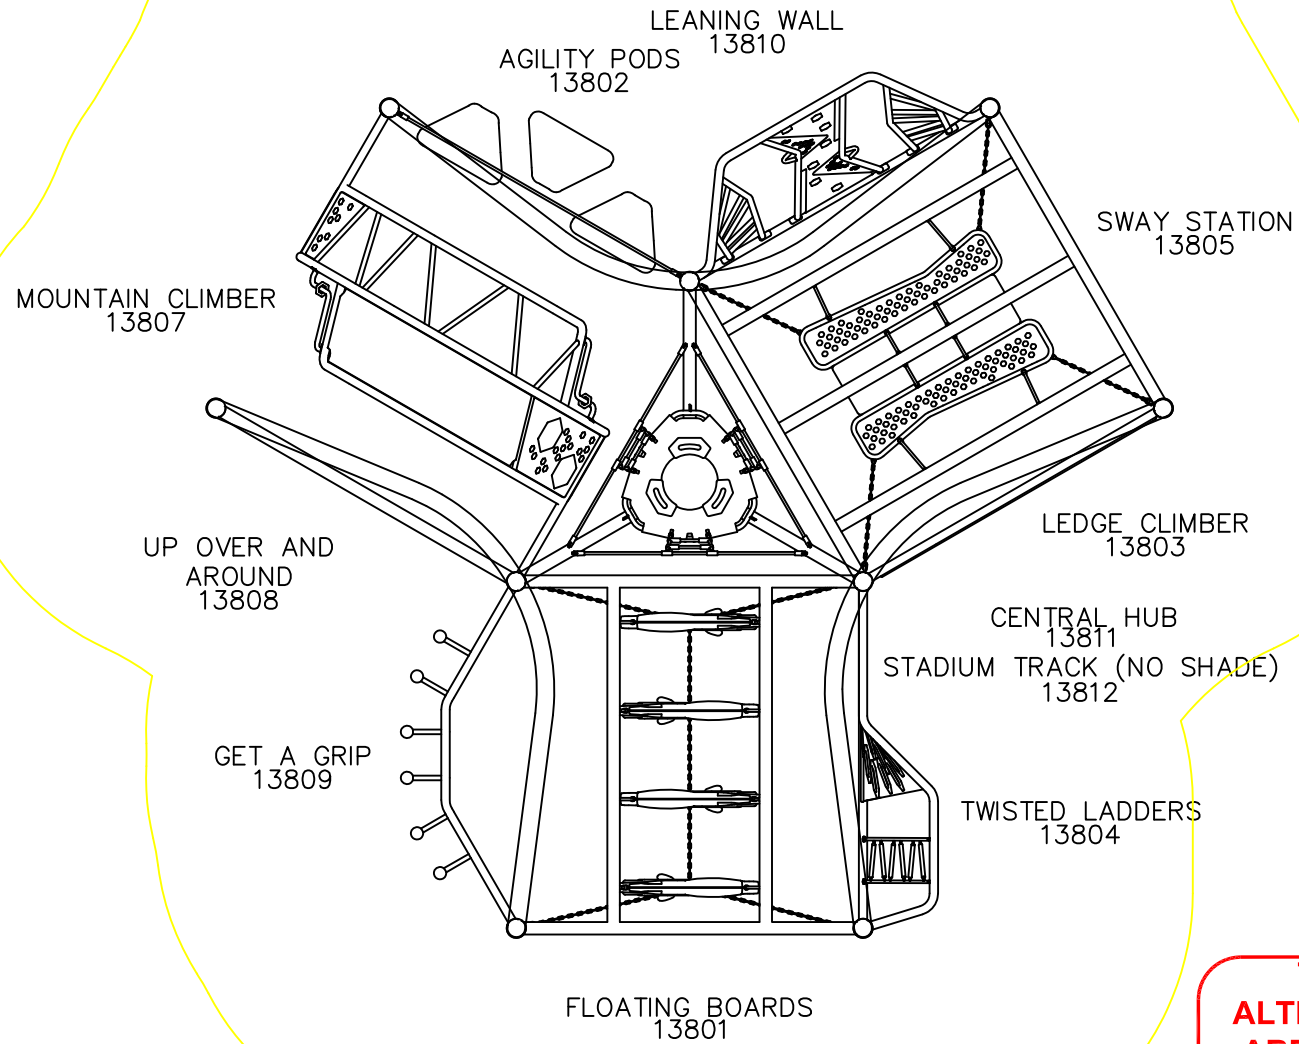 LEANING WALL
13810
AGILITY PODS
13802
SWAY STATION
13805
MOUNTAIN CLIMBER
13807
LEDGE CLIMBER
13803
UP OVER AND
AROUND
13808
CENTRAL HUB
13811
STADIUM TRACK (NO SHADE)
13812
GET A GRIP
13809
TWISTED LADDERS
13804
FLOATING BOARDS
13801